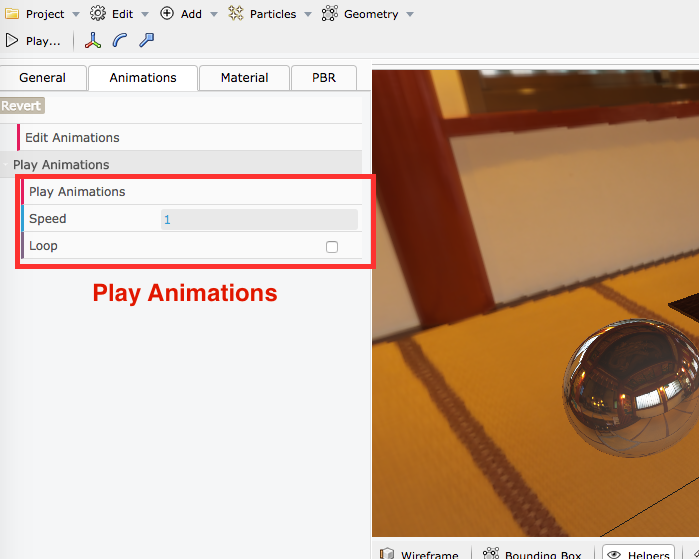 Project Edit Add Particles Geometry
Play...
General Animations Material PBR
Revert
Edit Animations
Play Animations
Play Animations
Speed 1
Loop
Play Animations
Wireframe Bounding Box Helpers